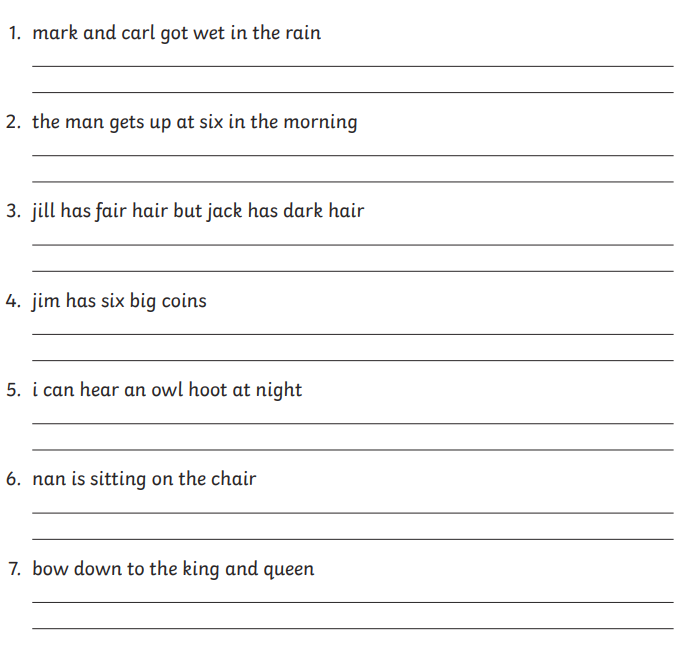 1. mark and carl got wet in the rain
2. the man gets up at six in the morning
3. jill has fair hair but jack has dark hair
4. jim has six big coins
5. i can hear an owl hoot at night
6. nan is sitting on the chair
7. bow down to the king and queen